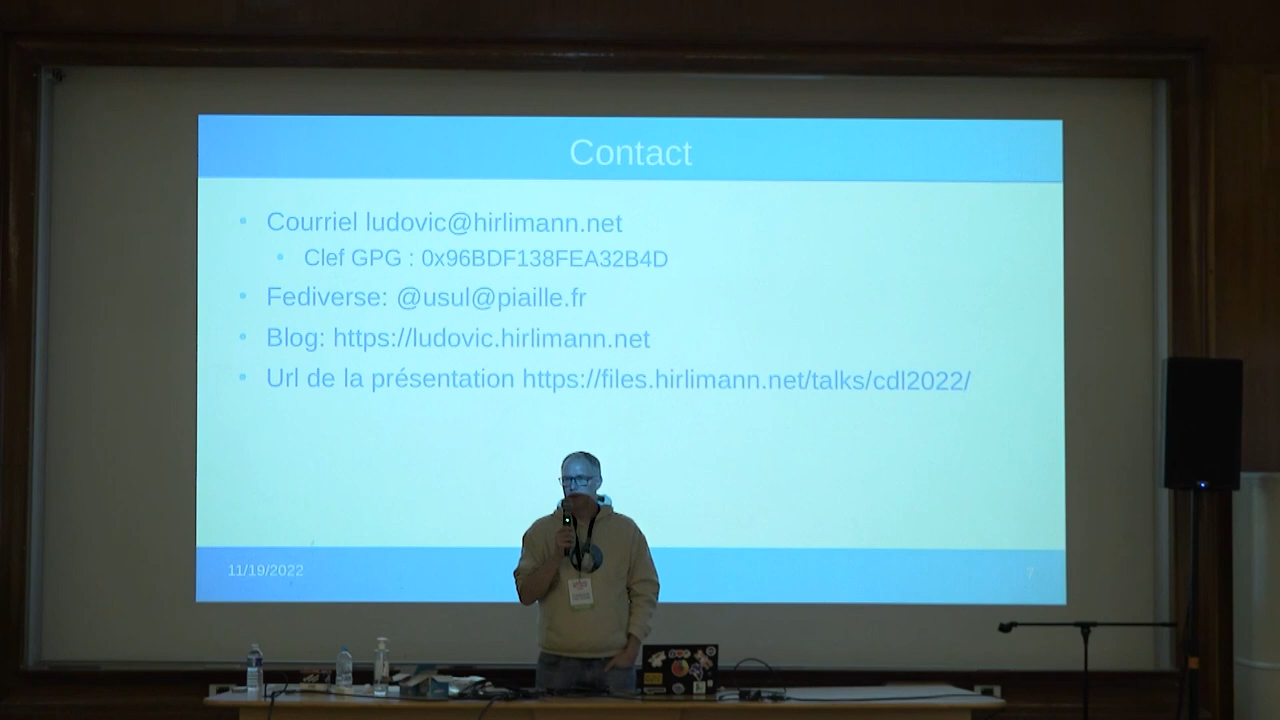 Contact
Courriel ludovic@hirlimann.net
Clef GPG : 0x96BDF138FEA32B4D
Fediverse: @usul@piaille.fr
Blog: https://ludovic.hirlimann.net
Url de la présentation https://files.hirlimann.net/talks/cdl2022/
11/19/2022
7